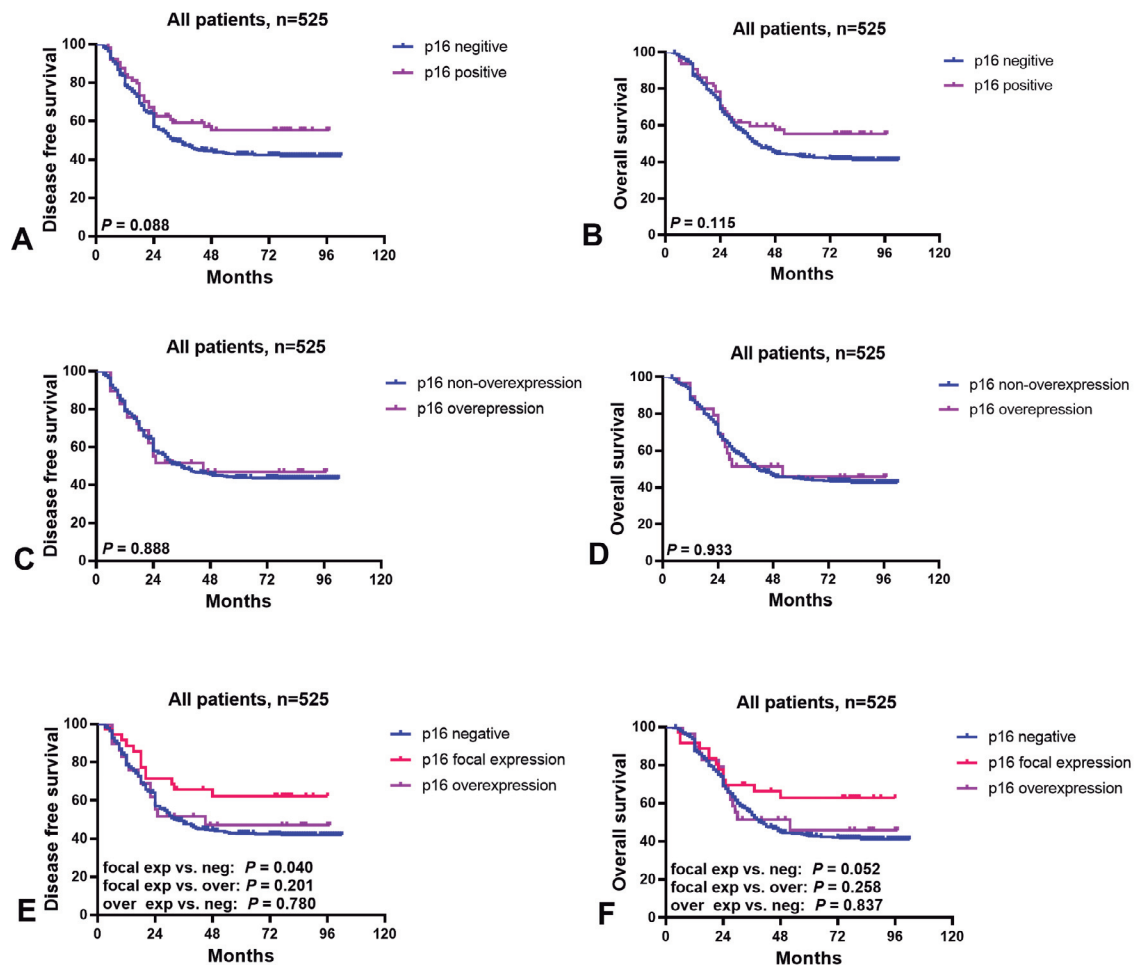 All patients, n=525
p16 negitive
p16 positive
Disease free survival
100
80
60
40
20
0
P = 0.088
0 24 48 72 96 120
Months
A
All patients, n=525
p16 negitive
p16 positive
Overall survival
100
80
60
40
20
0
P = 0.115
0 24 48 72 96 120
Months
B
All patients, n=525
p16 non-overexpression
p16 overepression
Disease free survival
100
80
60
40
20
0
P = 0.888
0 24 48 72 96 120
Months
C
All patients, n=525
p16 non-overexpression
p16 overepression
Overall survival
100
80
60
40
20
0
P = 0.933
0 24 48 72 96 120
Months
D
All patients, n=525
p16 negative
p16 focal expression
p16 overexpression
Disease free survival
100
80
60
40
20
0
focal exp vs. neg: P = 0.040
focal exp vs. over: P = 0.201
over exp vs. neg: P = 0.780
0 24 48 72 96 120
Months
E
All patients, n=525
p16 negative
p16 focal expression
p16 overexpression
Overall survival
100
80
60
40
20
0
focal exp vs. neg: P = 0.052
focal exp vs. over: P = 0.258
over exp vs. neg: P = 0.837
0 24 48 72 96 120
Months
F